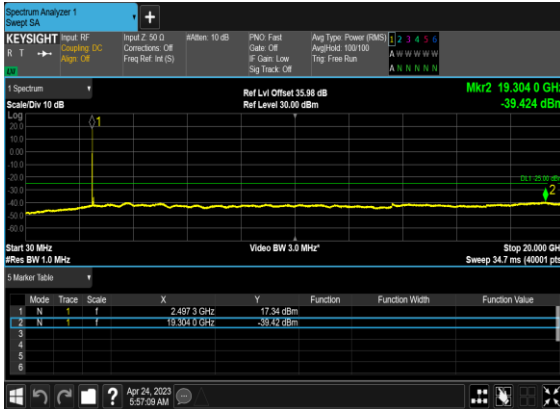 Spectrum Analyzer 1
Swept SA
+
KEYSIGHT Input: RF Input Z: 50 Ω #Atten: 10 dB PNO: Fast Avg Type: Power (RMS) 1 2 3 4 5 6
R T Coupling: DC Corrections: Off Gate: Off Avg|Hold: 100/100 A W W W W W
Align: Off Freq Ref: Int (S) IF Gain: Low Trig: Free Run
LXI Sig Track: Off A N N N N N
1 Spectrum Ref Lvl Offset 35.98 dB Mkr2 19.304 0 GHz
Scale/Div 10 dB Ref Level 30.00 dBm -39.424 dBm
Log
20.0
1
10.0
0.00
-10.0
-20.0
DL1 -25.00 dBm
-30.0
2
-40.0
-50.0
-60.0
Start 30 MHz Video BW 3.0 MHz* Stop 20.000 GHz
#Res BW 1.0 MHz Sweep 34.7 ms (40001 pts)
5 Marker Table
Mode Trace Scale X Y Function Function Width Function Value
1 N 1 f 2.497 3 GHz 17.34 dBm
2 N 1 f 19.304 0 GHz -39.42 dBm
3
4
5
6
? Apr 24, 2023
5:57:09 AM